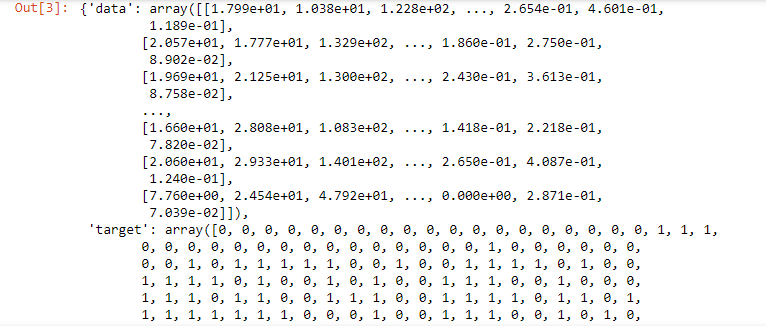 Out[3]: {'data': array([[1.799e+01, 1.038e+01, 1.228e+02, ..., 2.654e-01, 4.601e-01,
1.189e-01],
[2.057e+01, 1.777e+01, 1.329e+02, ..., 1.860e-01, 2.750e-01,
8.902e-02],
[1.969e+01, 2.125e+01, 1.300e+02, ..., 2.430e-01, 3.613e-01,
8.758e-02],
...,
[1.660e+01, 2.808e+01, 1.083e+02, ..., 1.418e-01, 2.218e-01,
7.820e-02],
[2.060e+01, 2.933e+01, 1.401e+02, ..., 2.650e-01, 4.087e-01,
1.240e-01],
[7.760e+00, 2.454e+01, 4.792e+01, ..., 0.000e+00, 2.871e-01,
7.039e-02]]),
'target': array([0, 0, 0, 0, 0, 0, 0, 0, 0, 0, 0, 0, 0, 0, 0, 0, 0, 0, 0, 1, 1, 1,
0, 0, 0, 0, 0, 0, 0, 0, 0, 0, 0, 0, 0, 0, 0, 1, 0, 0, 0, 0, 0, 0,
0, 0, 1, 0, 1, 1, 1, 1, 1, 0, 0, 1, 0, 0, 1, 1, 1, 1, 0, 1, 0, 0,
1, 1, 1, 1, 0, 1, 0, 0, 1, 0, 1, 0, 0, 1, 1, 1, 0, 0, 1, 0, 0, 0,
1, 1, 1, 0, 1, 1, 0, 0, 1, 1, 1, 0, 0, 1, 1, 1, 1, 0, 1, 1, 0, 1,
1, 1, 1, 1, 1, 1, 1, 0, 0, 0, 1, 0, 0, 1, 1, 1, 0, 0, 1, 0, 1, 0,